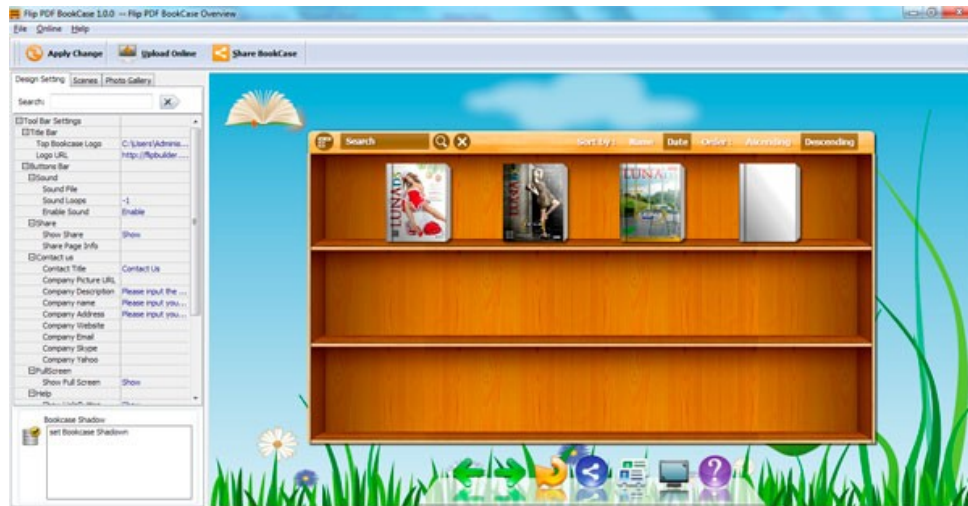 Flip PDF BookCase 1.0.0 -- Flip PDF BookCase Overview
File Online Help
Apply Change Upload Online Share BookCase
Design Setting Scenes Photo Gallery
Search:
Tool Bar Settings
Title Bar
Top Bookcase Logo C:\Users\Adminis...
Logo URL http://flipbuilder....
Buttons Bar
Sound
Sound File
Sound Loops -1
Enable Sound Enable
Share
Show Share Show
Share Page Info
Contact us
Contact Title Contact Us
Company Picture URL
Company Description Please input the ...
Company name Please input you...
Company Address Please input you...
Company Website
Company Email
Company Skype
Company Yahoo
FullScreen
Show Full Screen Show
Help
Bookcase Shadow
set Bookcase Shadown
Search Sort by: Name Date Order: Ascending Descending
LUNADS
LUNADS
LUNADS